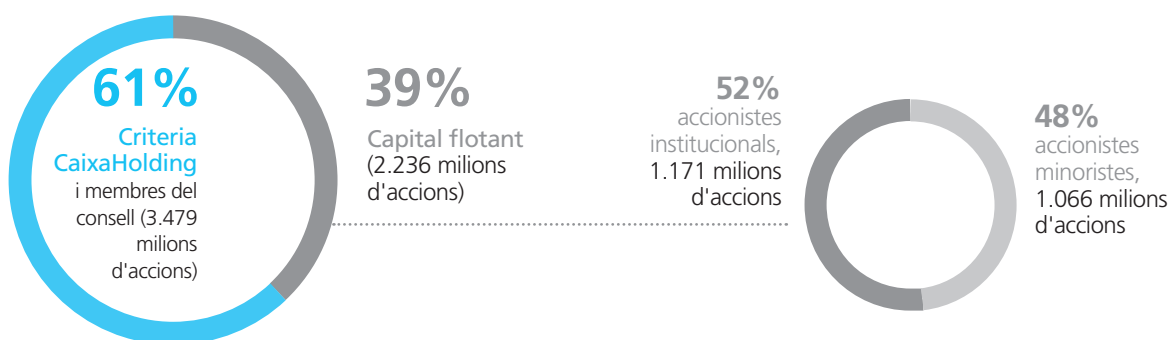 61%
Criteria
CaixaHolding
i membres del
consell (3.479
milions
d'accions)
39%
Capital flotant
(2.236 milions
d'accions)
52%
accionistes
institucionals,
1.171 milions
d'accions
48%
accionistes
minoristes,
1.066 milions
d'accions